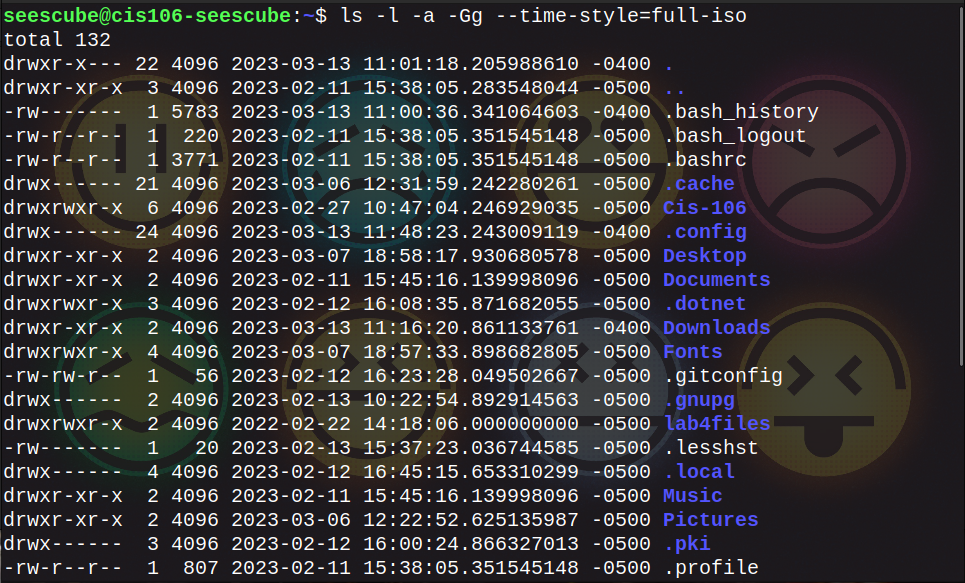 seescube@cis106-seescube:~$ ls -l -a -Gg --time-style=full-iso
total 132
drwxr-x--- 22 4096 2023-03-13 11:01:18.205988610 -0400 .
drwxr-xr-x  3 4096 2023-02-11 15:38:05.283548044 -0500 ..
-rw-------  1 5783 2023-03-13 11:00:36.341064603 -0400 .bash_history
-rw-r--r--  1  220 2023-02-11 15:38:05.351545148 -0500 .bash_logout
-rw-r--r--  1 3771 2023-02-11 15:38:05.351545148 -0500 .bashrc
drwx------ 21 4096 2023-03-06 12:31:59.242280261 -0500 .cache
drwxrwxr-x  6 4096 2023-02-27 10:47:04.246929035 -0500 Cis-106
drwx------ 24 4096 2023-03-13 11:48:23.243009119 -0400 .config
drwxr-xr-x  2 4096 2023-03-07 18:58:17.930680578 -0500 Desktop
drwxr-xr-x  2 4096 2023-02-11 15:45:16.139998096 -0500 Documents
drwxrwxr-x  3 4096 2023-02-12 16:08:35.871682055 -0500 .dotnet
drwxr-xr-x  2 4096 2023-03-13 11:16:20.861133761 -0400 Downloads
drwxrwxr-x  4 4096 2023-03-07 18:57:33.898682805 -0500 Fonts
-rw-rw-r--  1   56 2023-02-12 16:23:28.049502667 -0500 .gitconfig
drwx------  2 4096 2023-02-13 10:22:54.892914563 -0500 .gnupg
drwxrwxr-x  2 4096 2022-02-22 14:18:06.000000000 -0500 lab4files
-rw-------  1   20 2023-02-13 15:37:23.036744585 -0500 .lesshst
drwx------  4 4096 2023-02-12 16:45:15.653310299 -0500 .local
drwxr-xr-x  2 4096 2023-02-11 15:45:16.139998096 -0500 Music
drwxr-xr-x  2 4096 2023-03-06 12:22:52.625135987 -0500 Pictures
drwx------  3 4096 2023-02-12 16:00:24.866327013 -0500 .pki
-rw-r--r--  1  807 2023-02-11 15:38:05.351545148 -0500 .profile